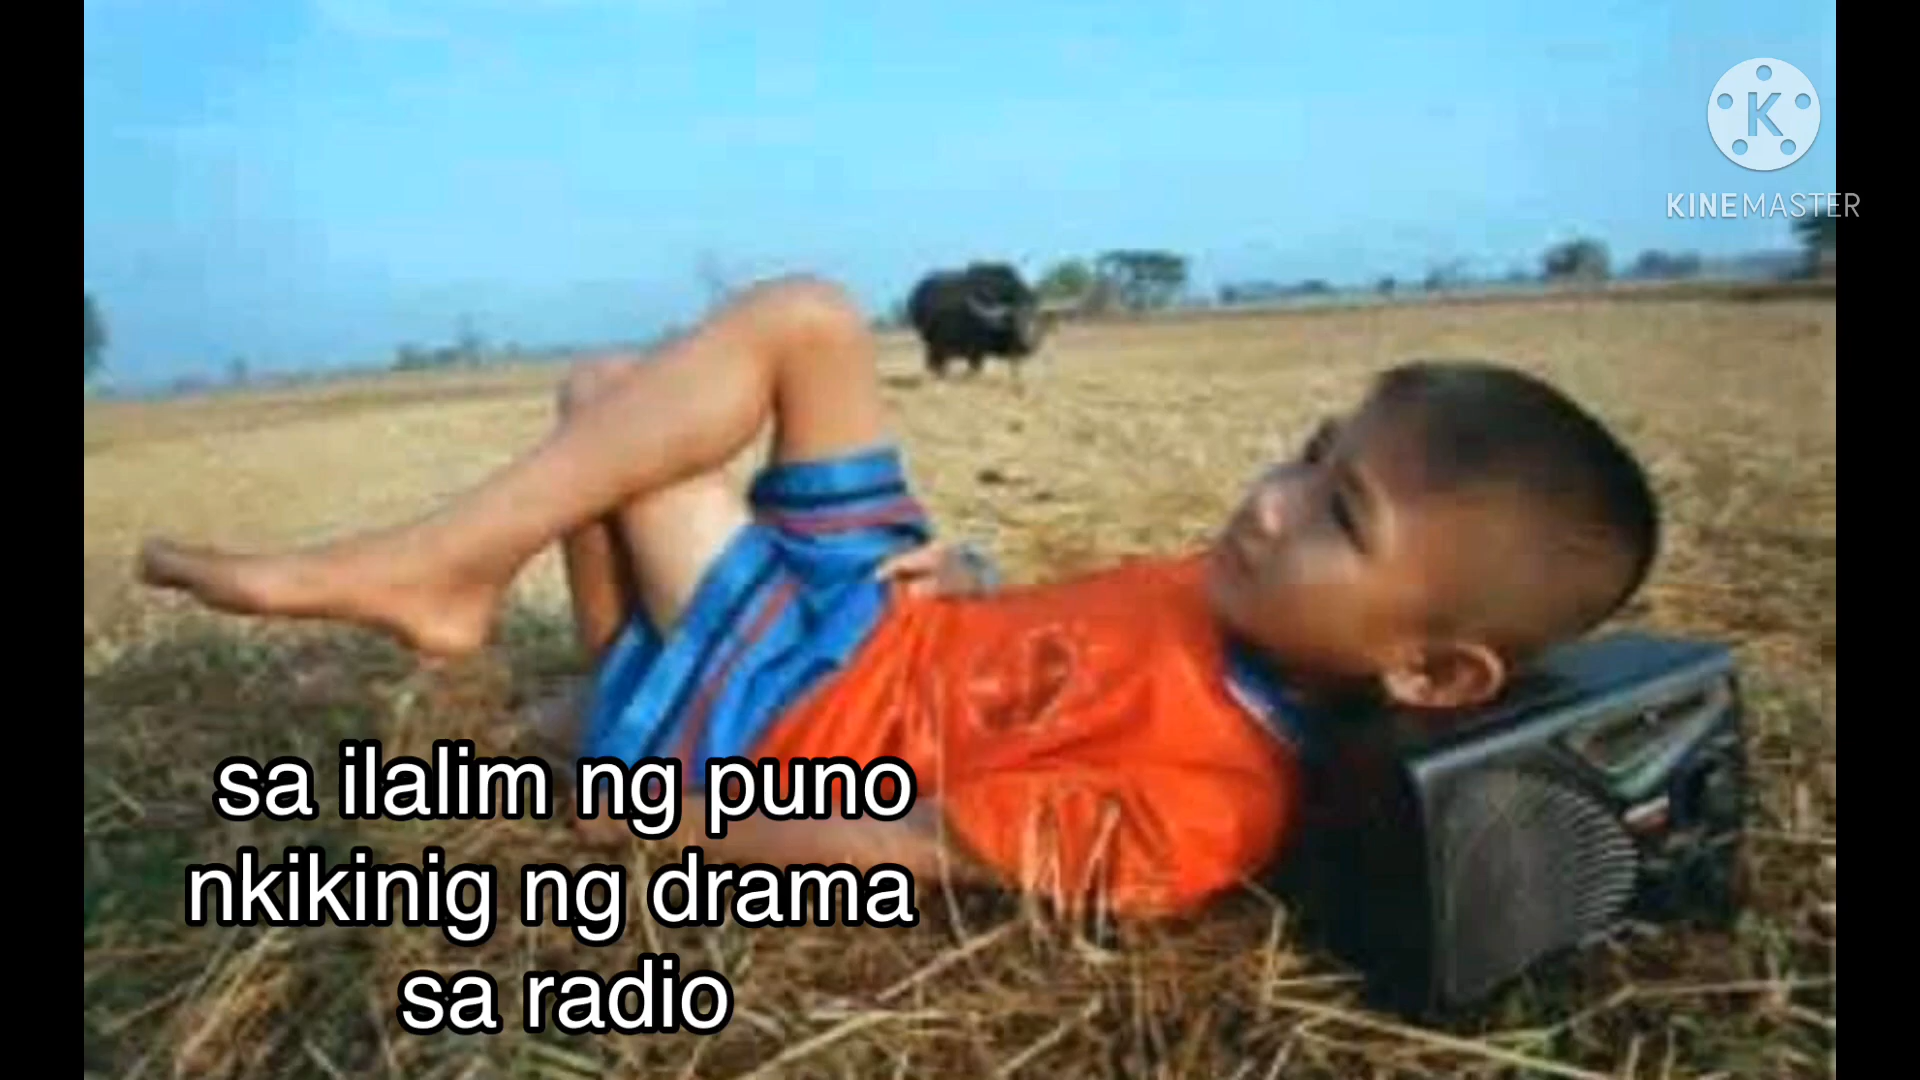 K
KINEMASTER
sa ilalim ng puno
nkikinig ng drama
sa radio